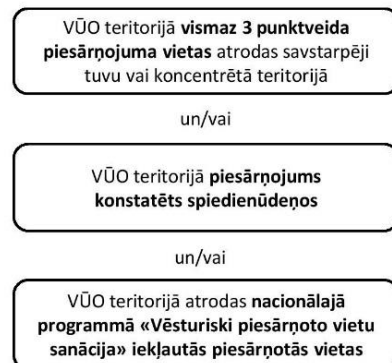 VŪO teritorijā vismaz 3 punktveida
piesārņojuma vietas atrodas savstarpēji
tuvu vai koncentrētā teritorijā
un/vai
VŪO teritorijā piesārņojums
konstatēts spiedienūdeņos
un/vai
VŪO teritorijā atrodas nacionālajā
programmā «Vēsturiski piesārņoto vietu
sanācija» iekļautās piesārņotās vietas